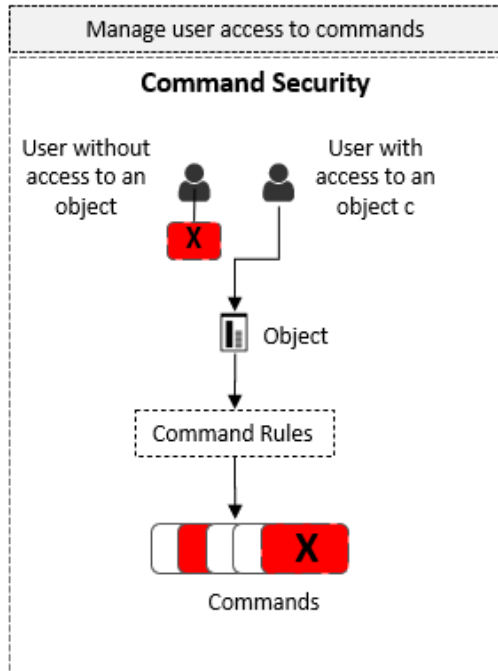 Manage user access to commands
Command Security
User without
access to an
object
User with
access to an
object c
X
Object
Command Rules
X
Commands